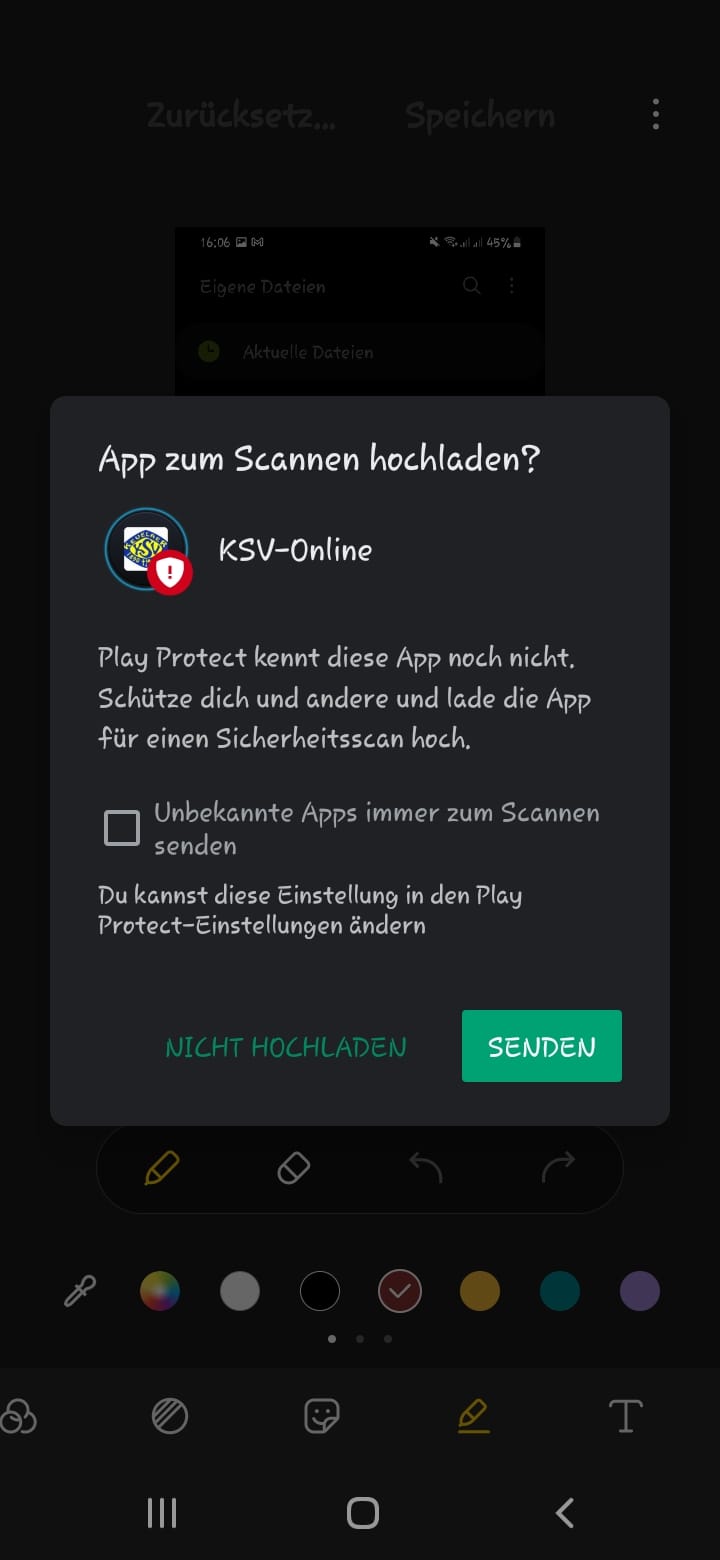 Zurücksetz... Speichern
16:06 45%
Eigene Dateien
Aktuelle Dateien
App zum Scannen hochladen?
KSV
KSV-Online
Play Protect kennt diese App noch nicht.
Schütze dich und andere und lade die App
für einen Sicherheitsscan hoch.
Unbekannte Apps immer zum Scannen
senden
Du kannst diese Einstellung in den Play
Protect-Einstellungen ändern
NICHT HOCHLADEN SENDEN
T